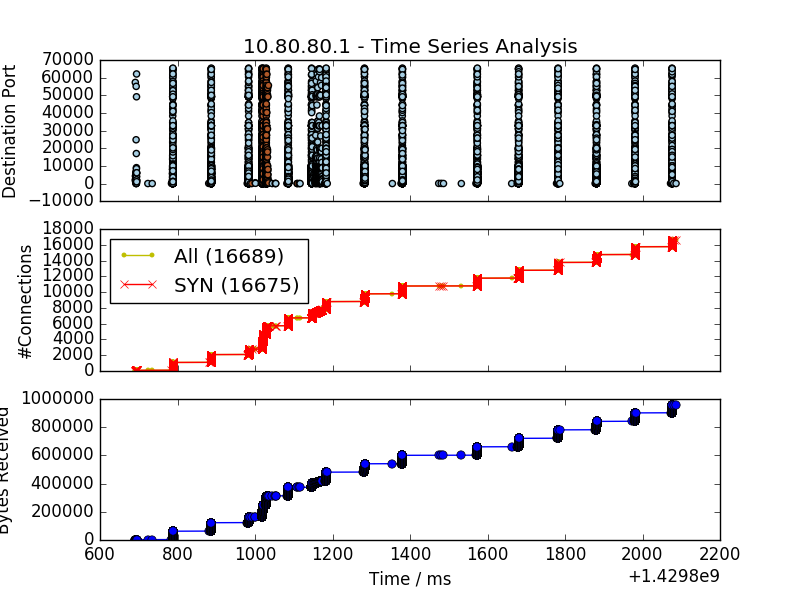 10.80.80.1 - Time Series Analysis
Destination Port
70000
60000
50000
40000
30000
20000
10000
0
−10000
#Connections
18000
16000
14000
12000
10000
8000
6000
4000
2000
0
All (16689)
SYN (16675)
Bytes Received
1000000
800000
600000
400000
200000
0
600 800 1000 1200 1400 1600 1800 2000 2200
Time / ms
+1.4298e9